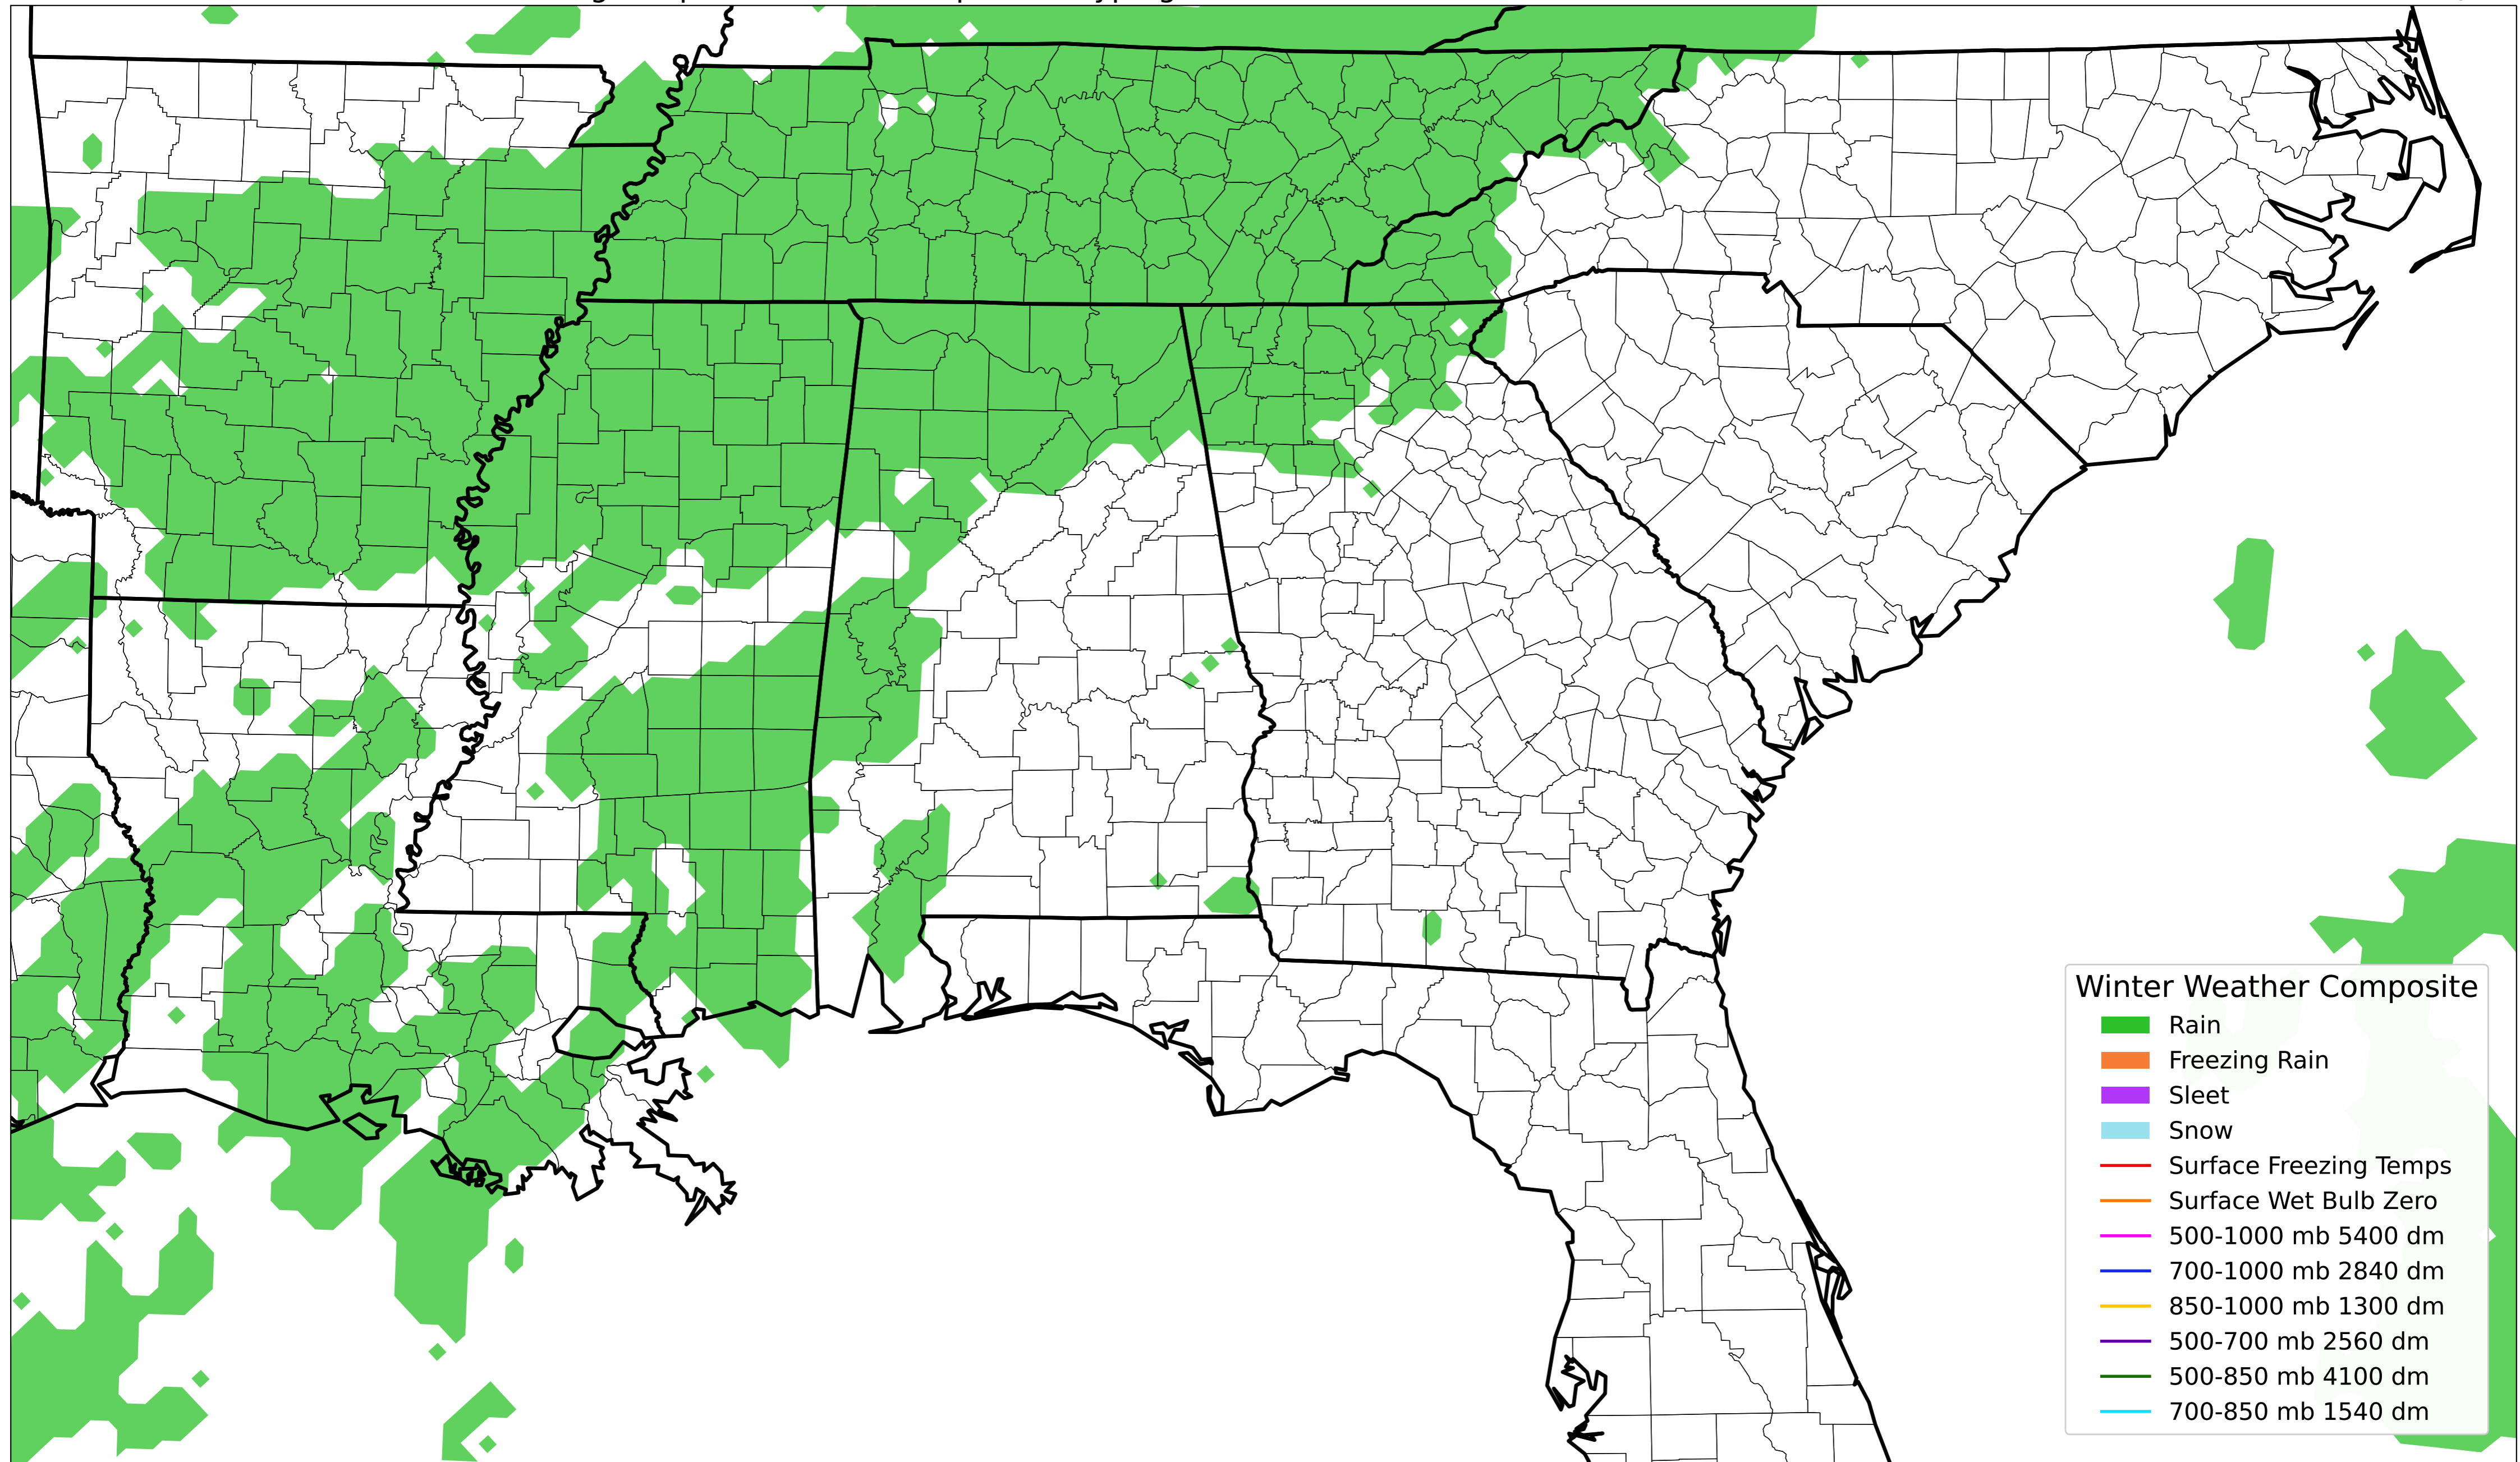 Winter Weather Composite
Rain
Freezing Rain
Sleet
Snow
Surface Freezing Temps
Surface Wet Bulb Zero
500-1000 mb 5400 dm
700-1000 mb 2840 dm
850-1000 mb 1300 dm
500-700 mb 2560 dm
500-850 mb 4100 dm
700-850 mb 1540 dm